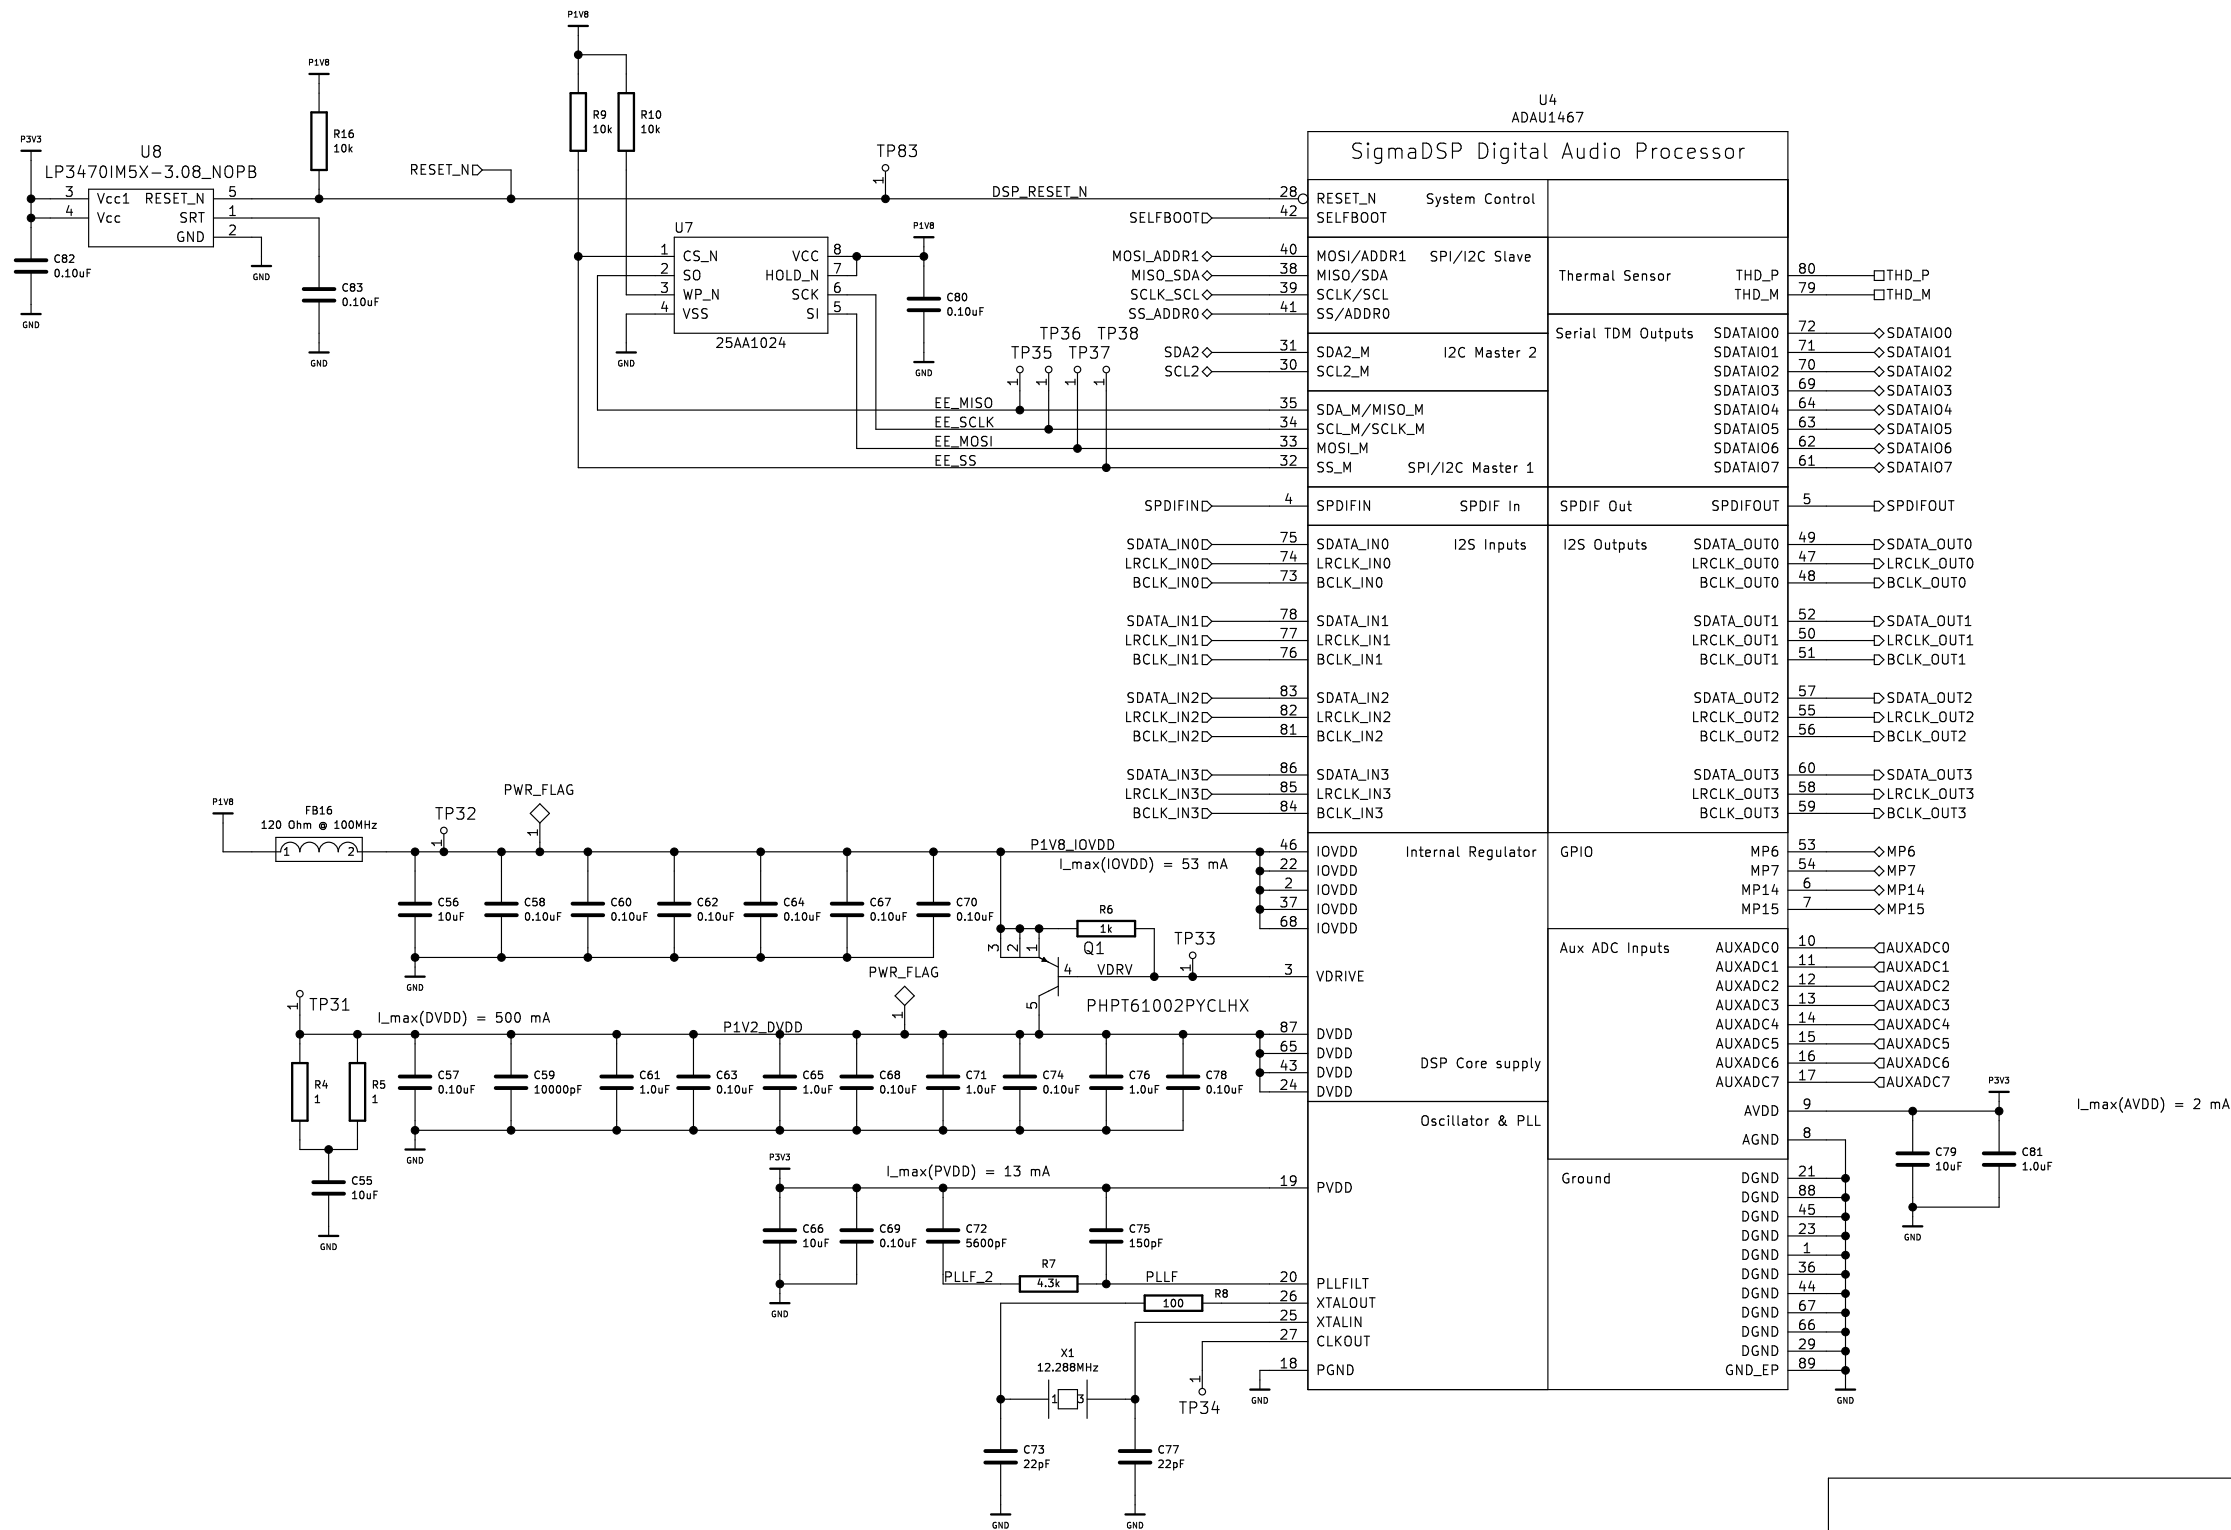 P1V8
P1V8
R16
10k
R9
10k
R10
10k
P3V3
U8
LP3470IM5X-3.08_NOPB
3 Vcc1 RESET_N 5
4 Vcc SRT 1
GND 2
C82
0.10uF
GND
GND
C83
0.10uF
GND
RESET_N
TP83
1
DSP_RESET_N
U7
1 CS_N VCC 8
2 SO HOLD_N 7
3 WP_N SCK 6
4 VSS SI 5
25AA1024
GND
P1V8
C80
0.10uF
GND
TP36 TP38
TP35 TP37
1 1 1 1
EE_MISO
EE_SCLK
EE_MOSI
EE_SS
U4
ADAU1467
SigmaDSP Digital Audio Processor
28 RESET_N System Control
SELFBOOT 42 SELFBOOT
MOSI_ADDR1 40 MOSI/ADDR1 SPI/I2C Slave
MISO_SDA 38 MISO/SDA
SCLK_SCL 39 SCLK/SCL
SS_ADDR0 41 SS/ADDR0
SDA2 31 SDA2_M I2C Master 2
SCL2 30 SCL2_M
35 SDA_M/MISO_M
34 SCL_M/SCLK_M
33 MOSI_M
32 SS_M SPI/I2C Master 1
SPDIFIN 4 SPDIFIN SPDIF In
SDATA_IN0 75 SDATA_IN0 I2S Inputs
LRCLK_IN0 74 LRCLK_IN0
BCLK_IN0 73 BCLK_IN0
SDATA_IN1 78 SDATA_IN1
LRCLK_IN1 77 LRCLK_IN1
BCLK_IN1 76 BCLK_IN1
SDATA_IN2 83 SDATA_IN2
LRCLK_IN2 82 LRCLK_IN2
BCLK_IN2 81 BCLK_IN2
SDATA_IN3 86 SDATA_IN3
LRCLK_IN3 85 LRCLK_IN3
BCLK_IN3 84 BCLK_IN3
46 IOVDD Internal Regulator
22 IOVDD
2 IOVDD
37 IOVDD
68 IOVDD
3 VDRIVE
87 DVDD
65 DVDD
43 DVDD DSP Core supply
24 DVDD
Oscillator & PLL
19 PVDD
20 PLLFILT
26 XTALOUT
25 XTALIN
27 CLKOUT
18 PGND
GND
Thermal Sensor THD_P 80 THD_P
THD_M 79 THD_M
Serial TDM Outputs SDATAIO0 72 SDATAIO0
SDATAIO1 71 SDATAIO1
SDATAIO2 70 SDATAIO2
SDATAIO3 69 SDATAIO3
SDATAIO4 64 SDATAIO4
SDATAIO5 63 SDATAIO5
SDATAIO6 62 SDATAIO6
SDATAIO7 61 SDATAIO7
SPDIF Out SPDIFOUT 5 SPDIFOUT
I2S Outputs SDATA_OUT0 49 SDATA_OUT0
LRCLK_OUT0 47 LRCLK_OUT0
BCLK_OUT0 48 BCLK_OUT0
SDATA_OUT1 52 SDATA_OUT1
LRCLK_OUT1 50 LRCLK_OUT1
BCLK_OUT1 51 BCLK_OUT1
SDATA_OUT2 57 SDATA_OUT2
LRCLK_OUT2 55 LRCLK_OUT2
BCLK_OUT2 56 BCLK_OUT2
SDATA_OUT3 60 SDATA_OUT3
LRCLK_OUT3 58 LRCLK_OUT3
BCLK_OUT3 59 BCLK_OUT3
GPIO MP6 53 MP6
MP7 54 MP7
MP14 6 MP14
MP15 7 MP15
Aux ADC Inputs AUXADC0 10 AUXADC0
AUXADC1 11 AUXADC1
AUXADC2 12 AUXADC2
AUXADC3 13 AUXADC3
AUXADC4 14 AUXADC4
AUXADC5 15 AUXADC5
AUXADC6 16 AUXADC6
AUXADC7 17 AUXADC7
AVDD 9
AGND 8
Ground DGND 21
DGND 88
DGND 45
DGND 23
DGND 1
DGND 36
DGND 44
DGND 67
DGND 66
DGND 29
GND_EP 89
GND
P3V3
I_max(AVDD) = 2 mA
C79
10uF
C81
1.0uF
GND
P1V8
FB16
120 Ohm @ 100MHz
1 2
TP32
1
PWR_FLAG
1
P1V8_IOVDD
I_max(IOVDD) = 53 mA
C56
10uF
C58
0.10uF
C60
0.10uF
C62
0.10uF
C64
0.10uF
C67
0.10uF
C70
0.10uF
GND
R6
1k
3 2 1
Q1
4 VDRV
5
TP33
1
PHPT61002PYCLHX
PWR_FLAG
1
TP31
1
I_max(DVDD) = 500 mA
P1V2_DVDD
R4
1
R5
1
C57
0.10uF
C59
10000pF
C61
1.0uF
C63
0.10uF
C65
1.0uF
C68
0.10uF
C71
1.0uF
C74
0.10uF
C76
1.0uF
C78
0.10uF
GND
C55
10uF
GND
P3V3
I_max(PVDD) = 13 mA
C66
10uF
C69
0.10uF
C72
5600pF
C75
150pF
GND
PLLF_2
R7
4.3k
PLLF
100
R8
X1
12.288MHz
1 3
C73
22pF
C77
22pF
GND
GND
1
TP34